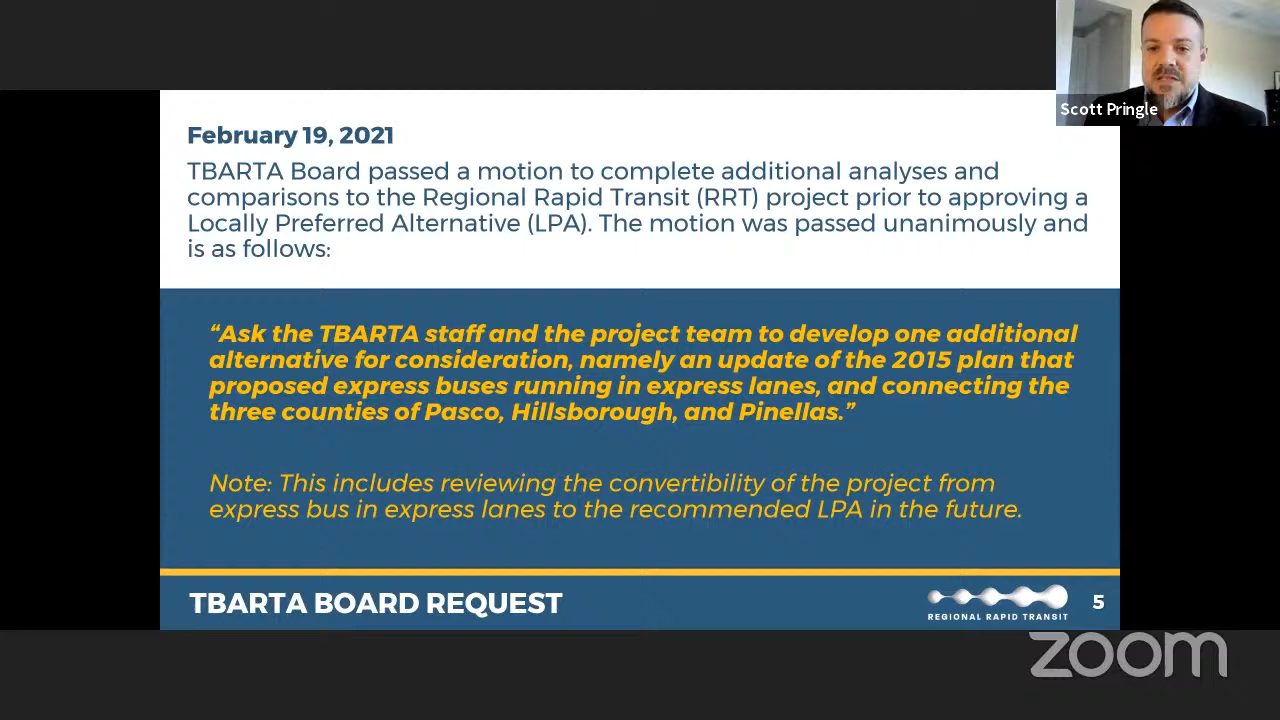 Scott Pringle
February 19, 2021
TBARTA Board passed a motion to complete additional analyses and
comparisons to the Regional Rapid Transit (RRT) project prior to approving a
Locally Preferred Alternative (LPA). The motion was passed unanimously and
is as follows:
“Ask the TBARTA staff and the project team to develop one additional
alternative for consideration, namely an update of the 2015 plan that
proposed express buses running in express lanes, and connecting the
three counties of Pasco, Hillsborough, and Pinellas.”
Note: This includes reviewing the convertibility of the project from
express bus in express lanes to the recommended LPA in the future.
TBARTA BOARD REQUEST
REGIONAL RAPID TRANSIT
5
zoom